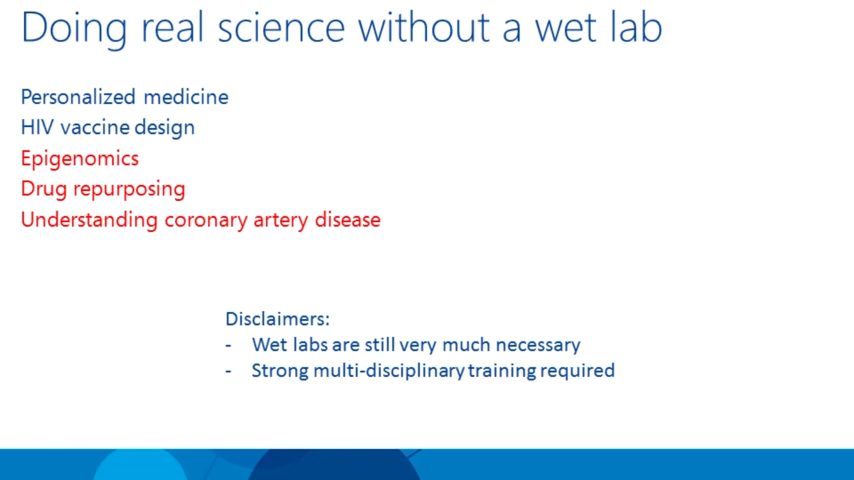 Doing real science without a wet lab
Personalized medicine
HIV vaccine design
Epigenomics
Drug repurposing
Understanding coronary artery disease
Disclaimers:
- Wet labs are still very much necessary
- Strong multi-disciplinary training required